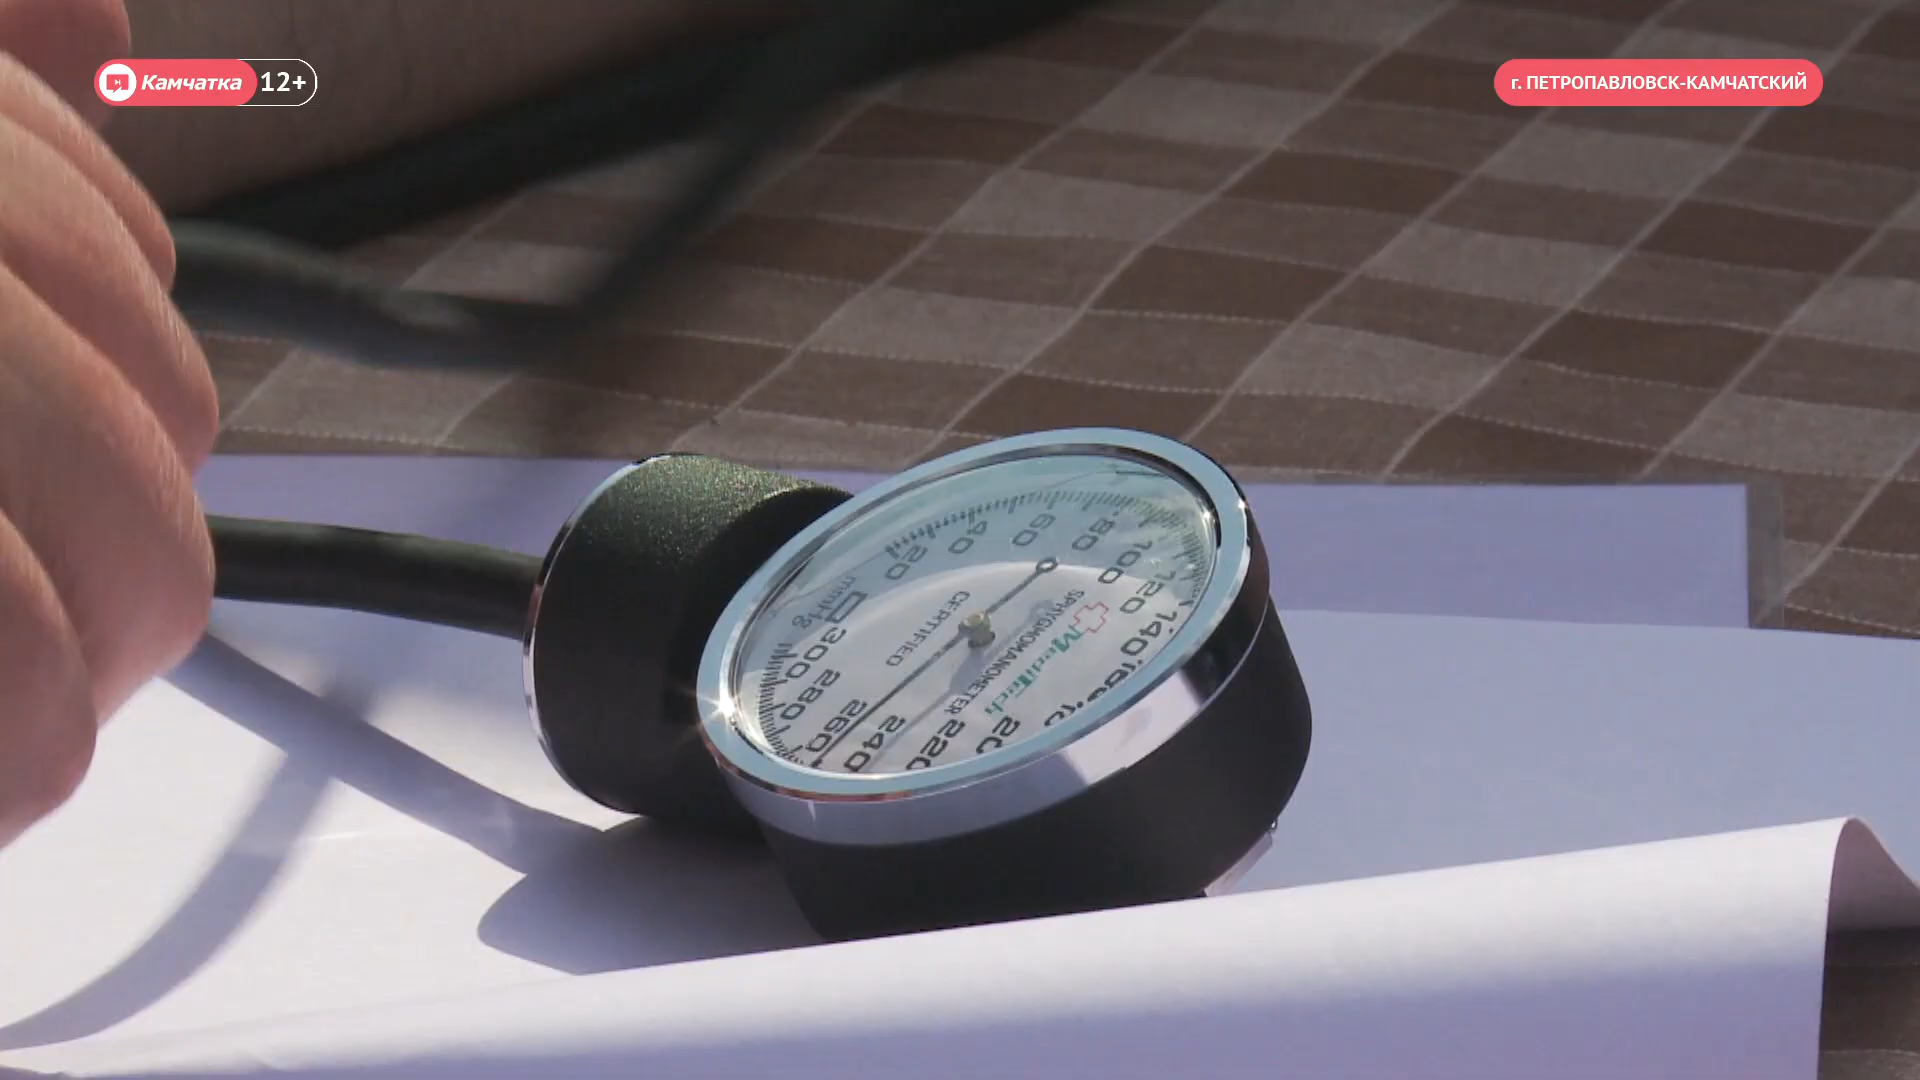 Камчатка 12+
г. ПЕТРОПАВЛОВСК-КАМЧАТСКИЙ
20
40
60
80
100
120
140
220
240
260
280
300
mmHg
CERTIFIED
MediTech
SPHYGMOMANOMETER